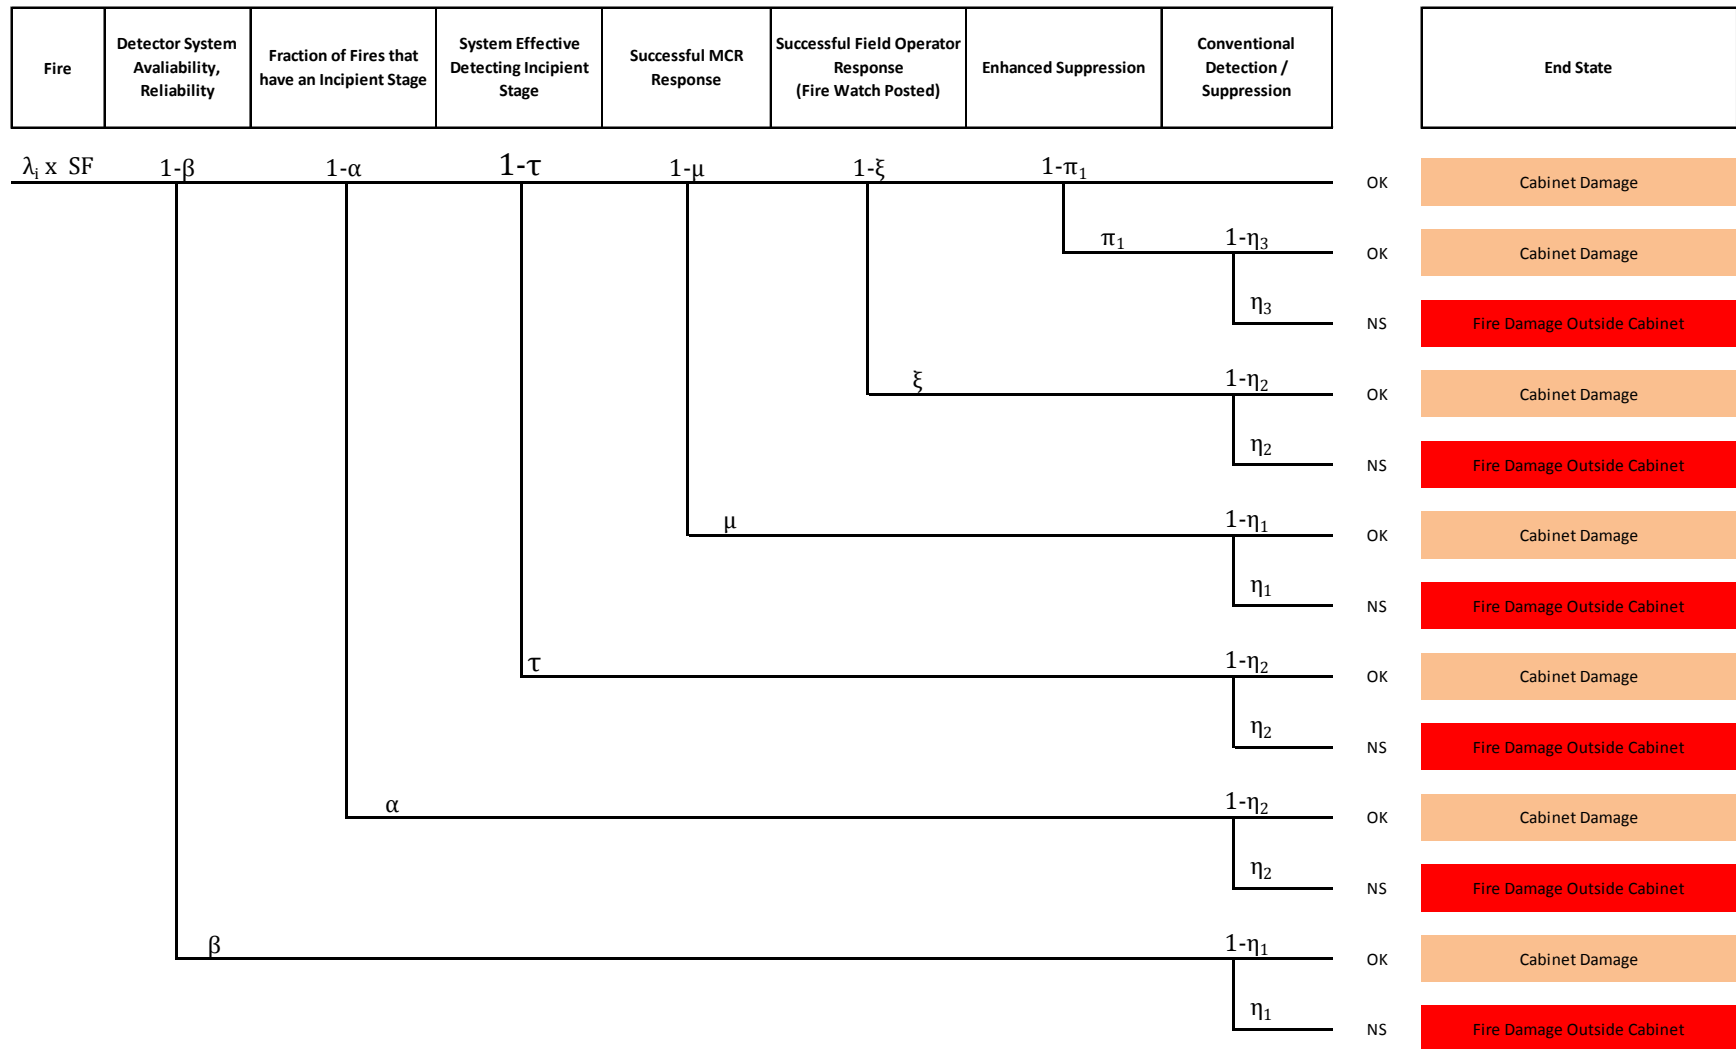 Fire
Detector System
Avaliability,
Reliability
Fraction of Fires that
have an Incipient Stage
System Effective
Detecting Incipient
Stage
Successful MCR
Response
Successful Field Operator
Response
(Fire Watch Posted)
Enhanced Suppression
Conventional
Detection /
Suppression
End State
λi x SF
1-β
1-α
1-τ
1-μ
1-ξ
1-π1
OK
Cabinet Damage
π1
1-η3
OK
Cabinet Damage
η3
NS
Fire Damage Outside Cabinet
ξ
1-η2
OK
Cabinet Damage
η2
NS
Fire Damage Outside Cabinet
μ
1-η1
OK
Cabinet Damage
η1
NS
Fire Damage Outside Cabinet
τ
1-η2
OK
Cabinet Damage
η2
NS
Fire Damage Outside Cabinet
α
1-η2
OK
Cabinet Damage
η2
NS
Fire Damage Outside Cabinet
β
1-η1
OK
Cabinet Damage
η1
NS
Fire Damage Outside Cabinet